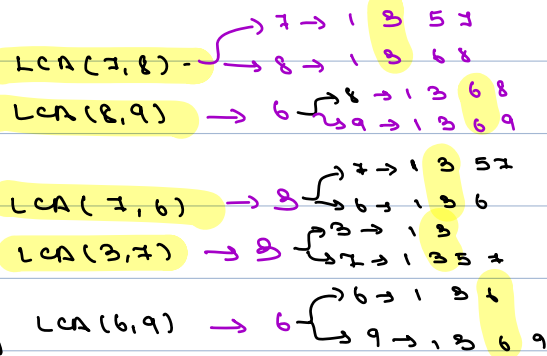 7 → 1 3 5 7
LCA(7,8) - 8 → 1 3 6 8
8 → 1 3 6 8
LCA(8,9) → 6
9 → 1 3 6 9
7 → 1 3 5 7
LCA(7,6) → 3
6 → 1 3 6
LCA(3,7) → 3 3 → 1 3
7 → 1 3 5 7
6 → 1 3 6
LCA(6,9) → 6
9 → 1 3 6 9